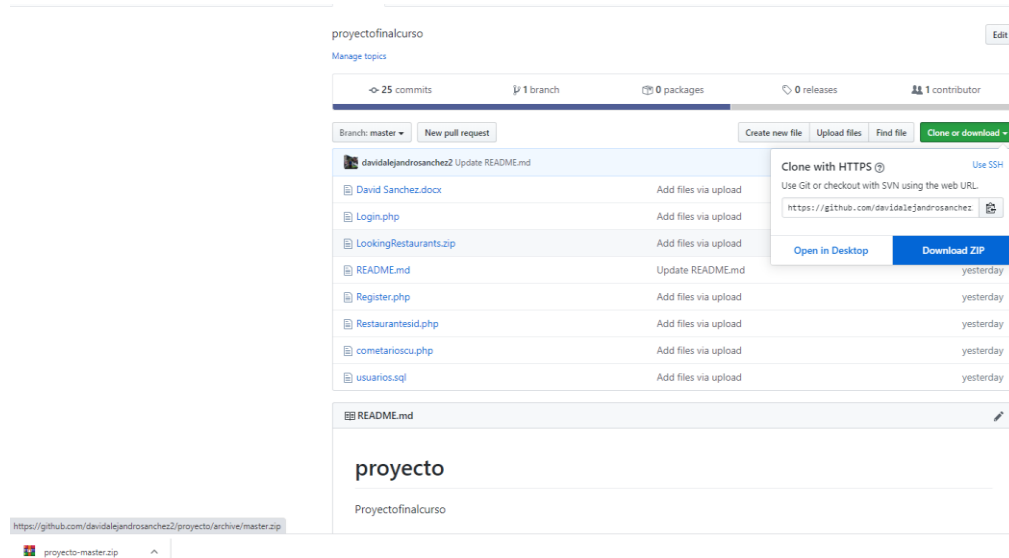 proyectofinalcurso
Edit
Manage topics
25 commits
1 branch
0 packages
0 releases
1 contributor
Branch: master
New pull request
Create new file
Upload files
Find file
Clone or download
davidalejandrosanchez2 Update README.md
Clone with HTTPS
Use SSH
Use Git or checkout with SVN using the web URL.
https://github.com/davidalejandrosanchez
Open in Desktop
Download ZIP
David Sanchez.docx Add files via upload
Login.php Add files via upload
LookingRestaurants.zip Add files via upload
README.md Update README.md yesterday
Register.php Add files via upload yesterday
Restaurantesid.php Add files via upload yesterday
cometarioscu.php Add files via upload yesterday
usuarios.sql Add files via upload yesterday
README.md
proyecto
Proyectofinalcurso
https://github.com/davidalejandrosanchez2/proyecto/archive/master.zip
proyecto-master.zip